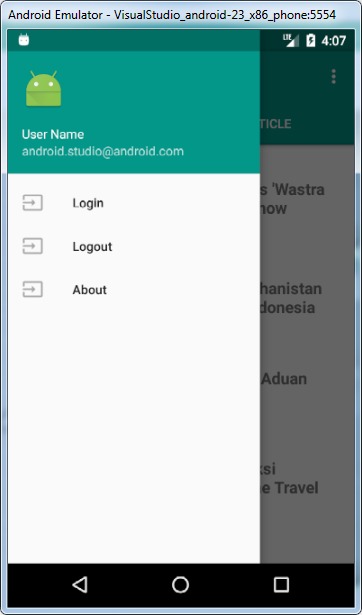 Android Emulator - VisualStudio_android-23_x86_phone:5554
LTE 4:07
User Name
android.studio@android.com
TICLE
Login
s 'Wastra
now
Logout
hanistan
donesia
About
Aduan
ksi
e Travel